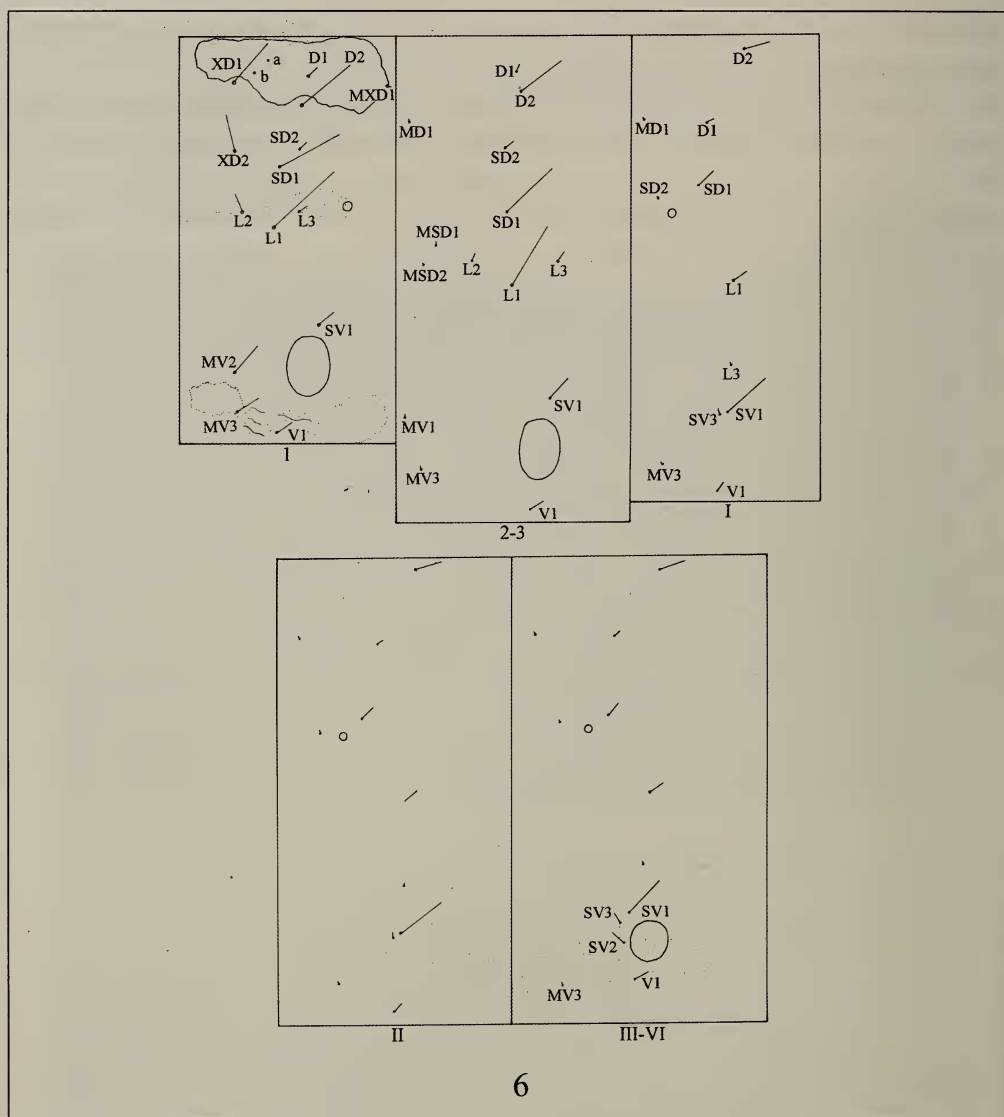 XD1 a D1 D2
b
MXD1
XD2 SD2
SD1
L2 L3
L1
SV1
MV2
MV3 V1
1
D1
D2
MD1
SD2
SD1
MSD1
MSD2 L2 L3
L1
SV1
MV1
MV3
V1
2-3
D2
MD1 D1
SD2 SD1
L1
L3
SV3 SV1
MV3
V1
I
II
SV3 SV1
SV2
MV3 V1
III-VI
6